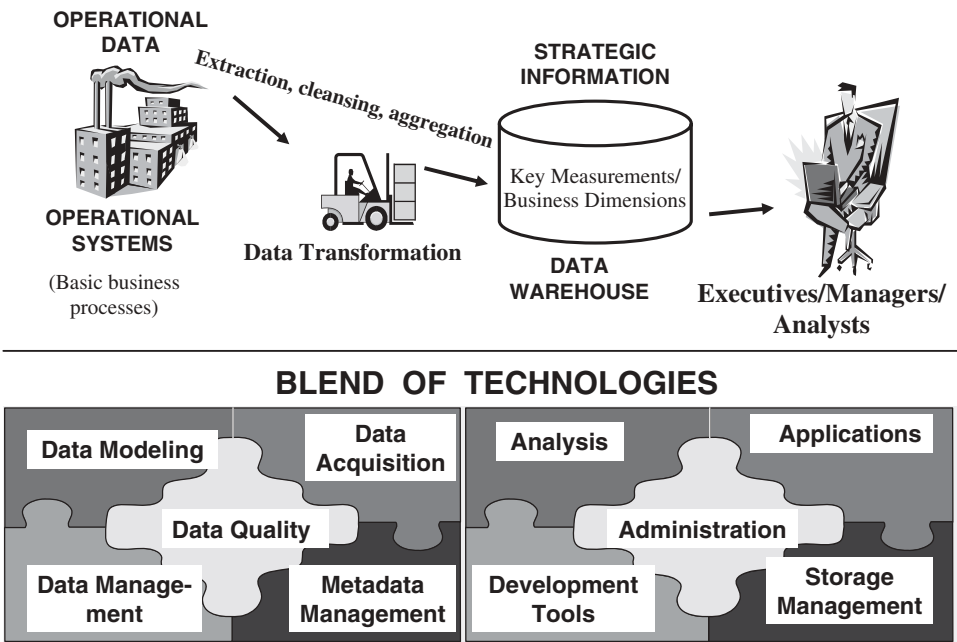 OPERATIONAL
DATA
Extraction, cleansing, aggregation
STRATEGIC
INFORMATION
Key Measurements/
Business Dimensions
OPERATIONAL
SYSTEMS
(Basic business
processes)
Data Transformation
DATA
WAREHOUSE
Executives/Managers/
Analysts
BLEND OF TECHNOLOGIES
Data Modeling
Data
Acquisition
Data Quality
Data Manage-
ment
Metadata
Management
Analysis
Applications
Administration
Development
Tools
Storage
Management